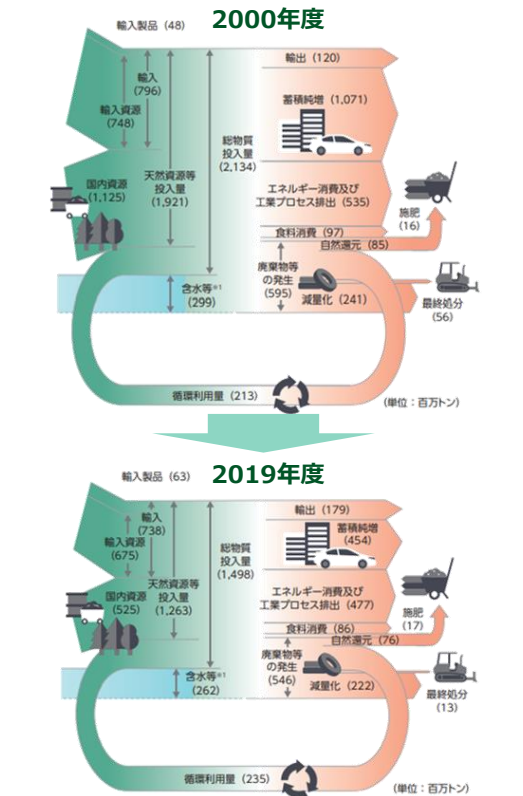 2000年度
輸入製品（48）
輸出（120）
輸入
（796）
蓄積純増（1,071）
輸入資源
（748）
総物質
投入量
（2,134）
天然資源等
投入量
（1,921）
国内資源
（1,125）
エネルギー消費及び
工業プロセス排出（535）
施肥
（16）
食料消費（97）
自然還元（85）
廃棄物等
の発生
（595）
含水等※1
（299）
減量化（241）
最終処分
（56）
循環利用量（213）
（単位：百万トン）
2019年度
輸入製品（63）
輸出（179）
輸入
（738）
蓄積純増
（454）
輸入資源
（675）
総物質
投入量
（1,498）
天然資源等
投入量
（1,263）
国内資源
（525）
エネルギー消費及び
工業プロセス排出（477）
施肥
（17）
食料消費（86）
自然還元（76）
廃棄物等
の発生
（546）
含水等※1
（262）
減量化（222）
最終処分
（13）
循環利用量（235）
（単位：百万トン）